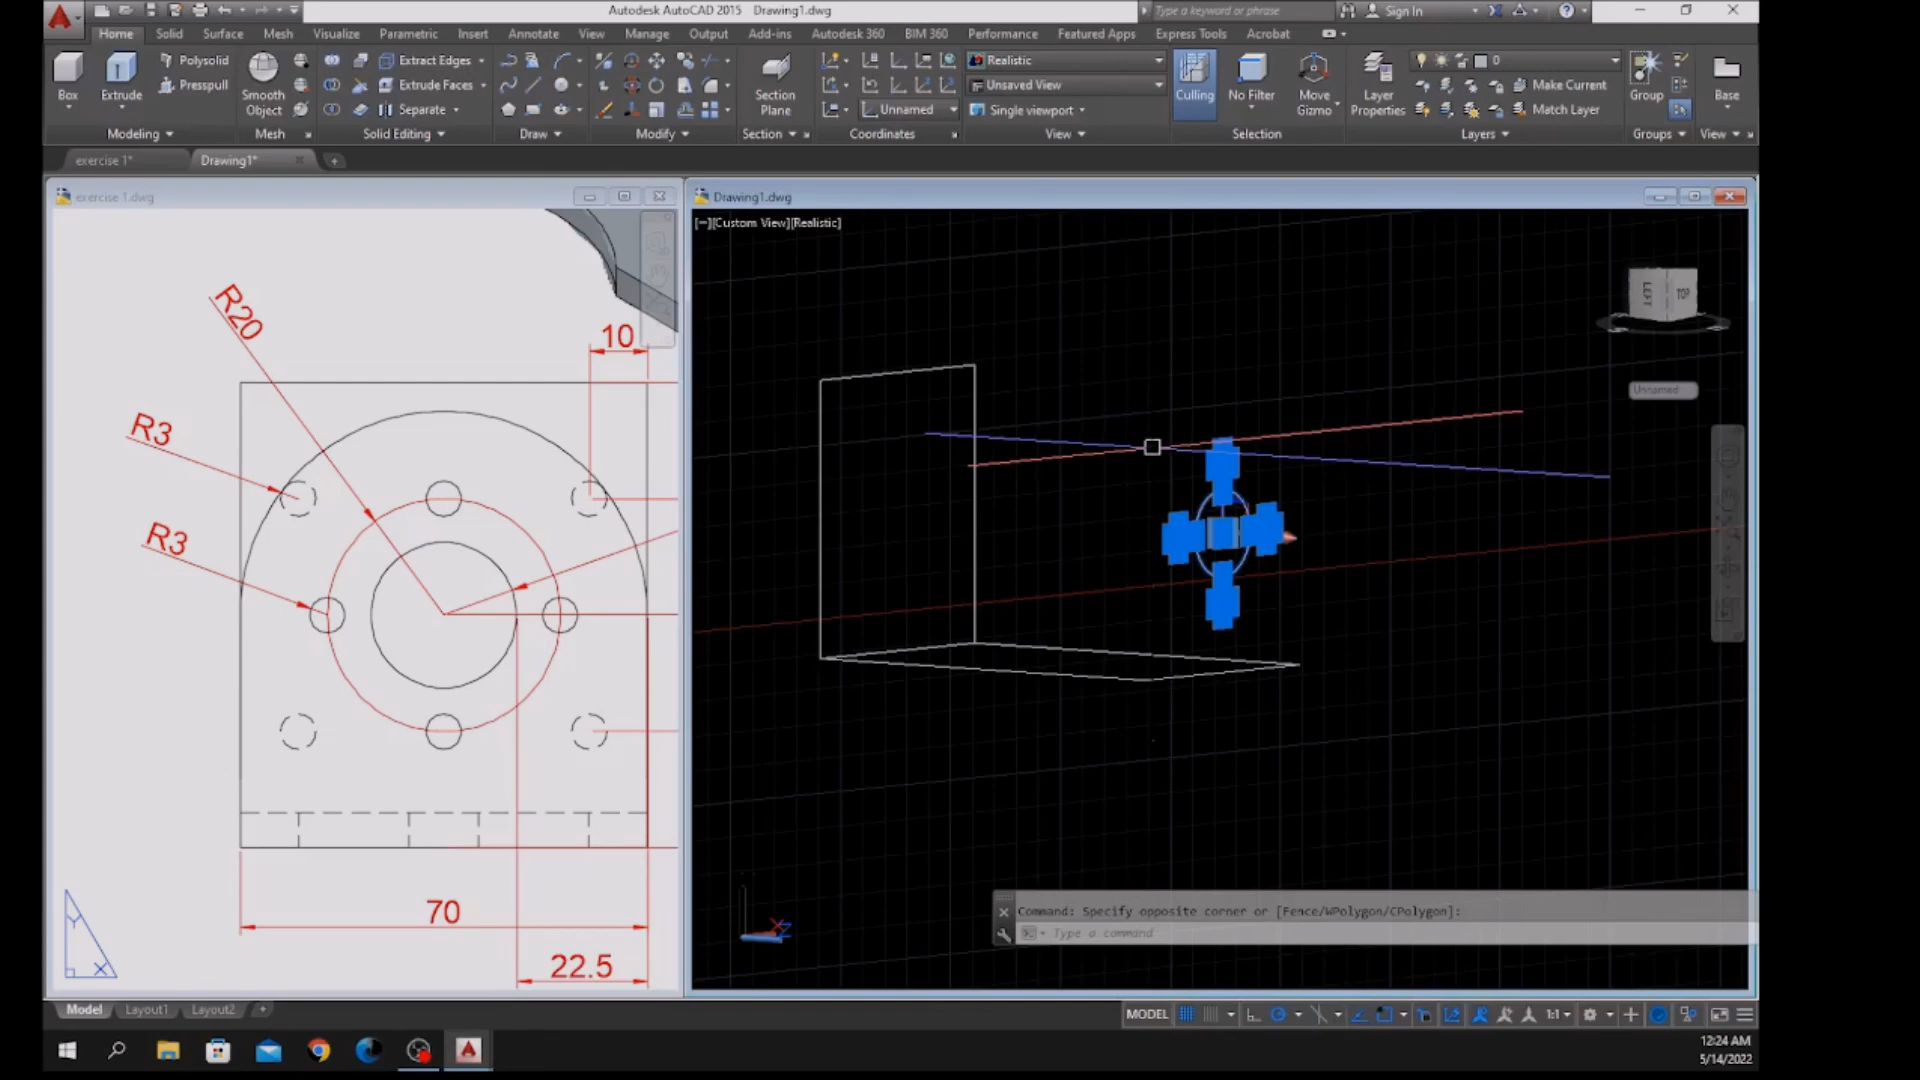 Autodesk AutoCAD 2015 Drawing1.dwg
Type a keyword or phrase
Sign In
Home Solid Surface Mesh Visualize Parametric Insert Annotate View Manage Output Add-ins Autodesk 360 BIM 360 Performance Featured Apps Express Tools Acrobat
Polysolid
Extract Edges
Realistic
0
Presspull
Extrude Faces
Unsaved View
Make Current
Box
Extrude
Smooth
Object
Separate
Section
Plane
Unnamed
Single viewport
Culling
No Filter
Move
Gizmo
Layer
Properties
Match Layer
Group
Base
Modeling
Mesh
Solid Editing
Draw
Modify
Section
Coordinates
View
Selection
Layers
Groups
View
exercise 1*
Drawing1*
exercise 1.dwg
Drawing1.dwg
[−][Custom View][Realistic]
LEFT
TOP
Unnamed
R20
10
R3
R3
70
22.5
Y
X
X
Z
Command: Specify opposite corner or [Fence/WPolygon/CPolygon]:
Type a command
Model Layout1 Layout2
MODEL
1:1
12:24 AM
5/14/2022